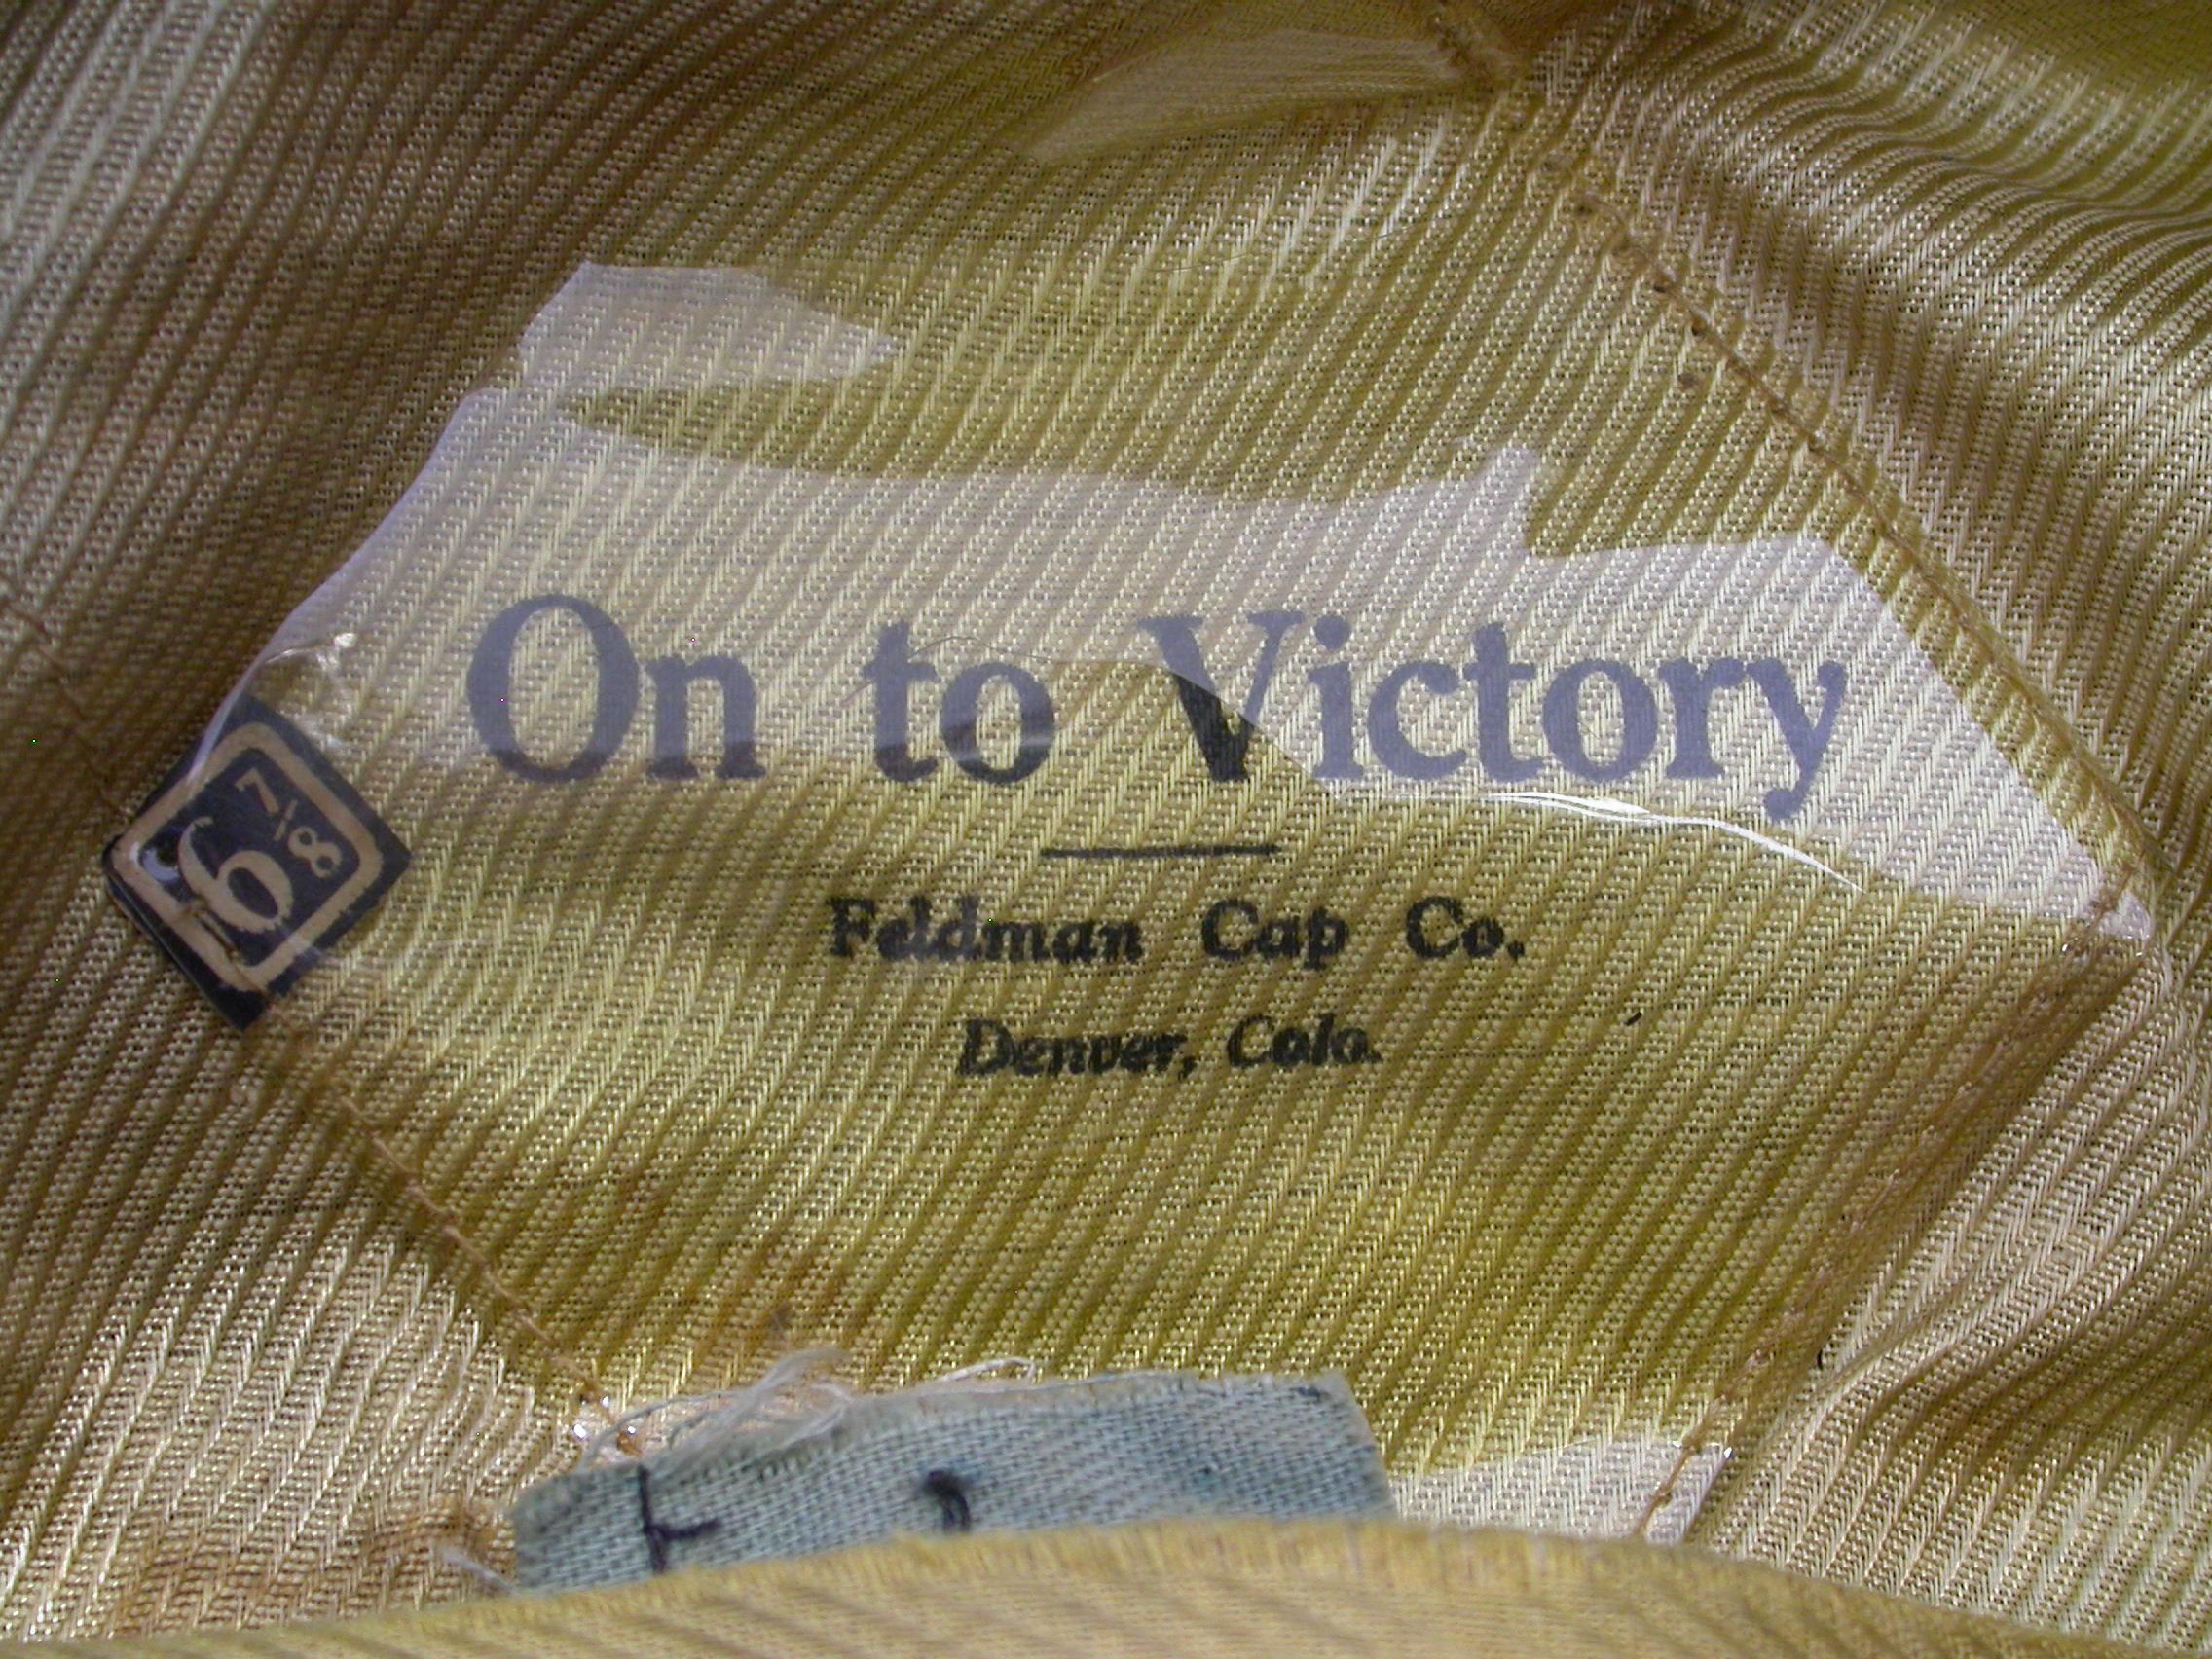 On to Victory
6 7/8
Feldman Cap Co.
Denver, Colo.